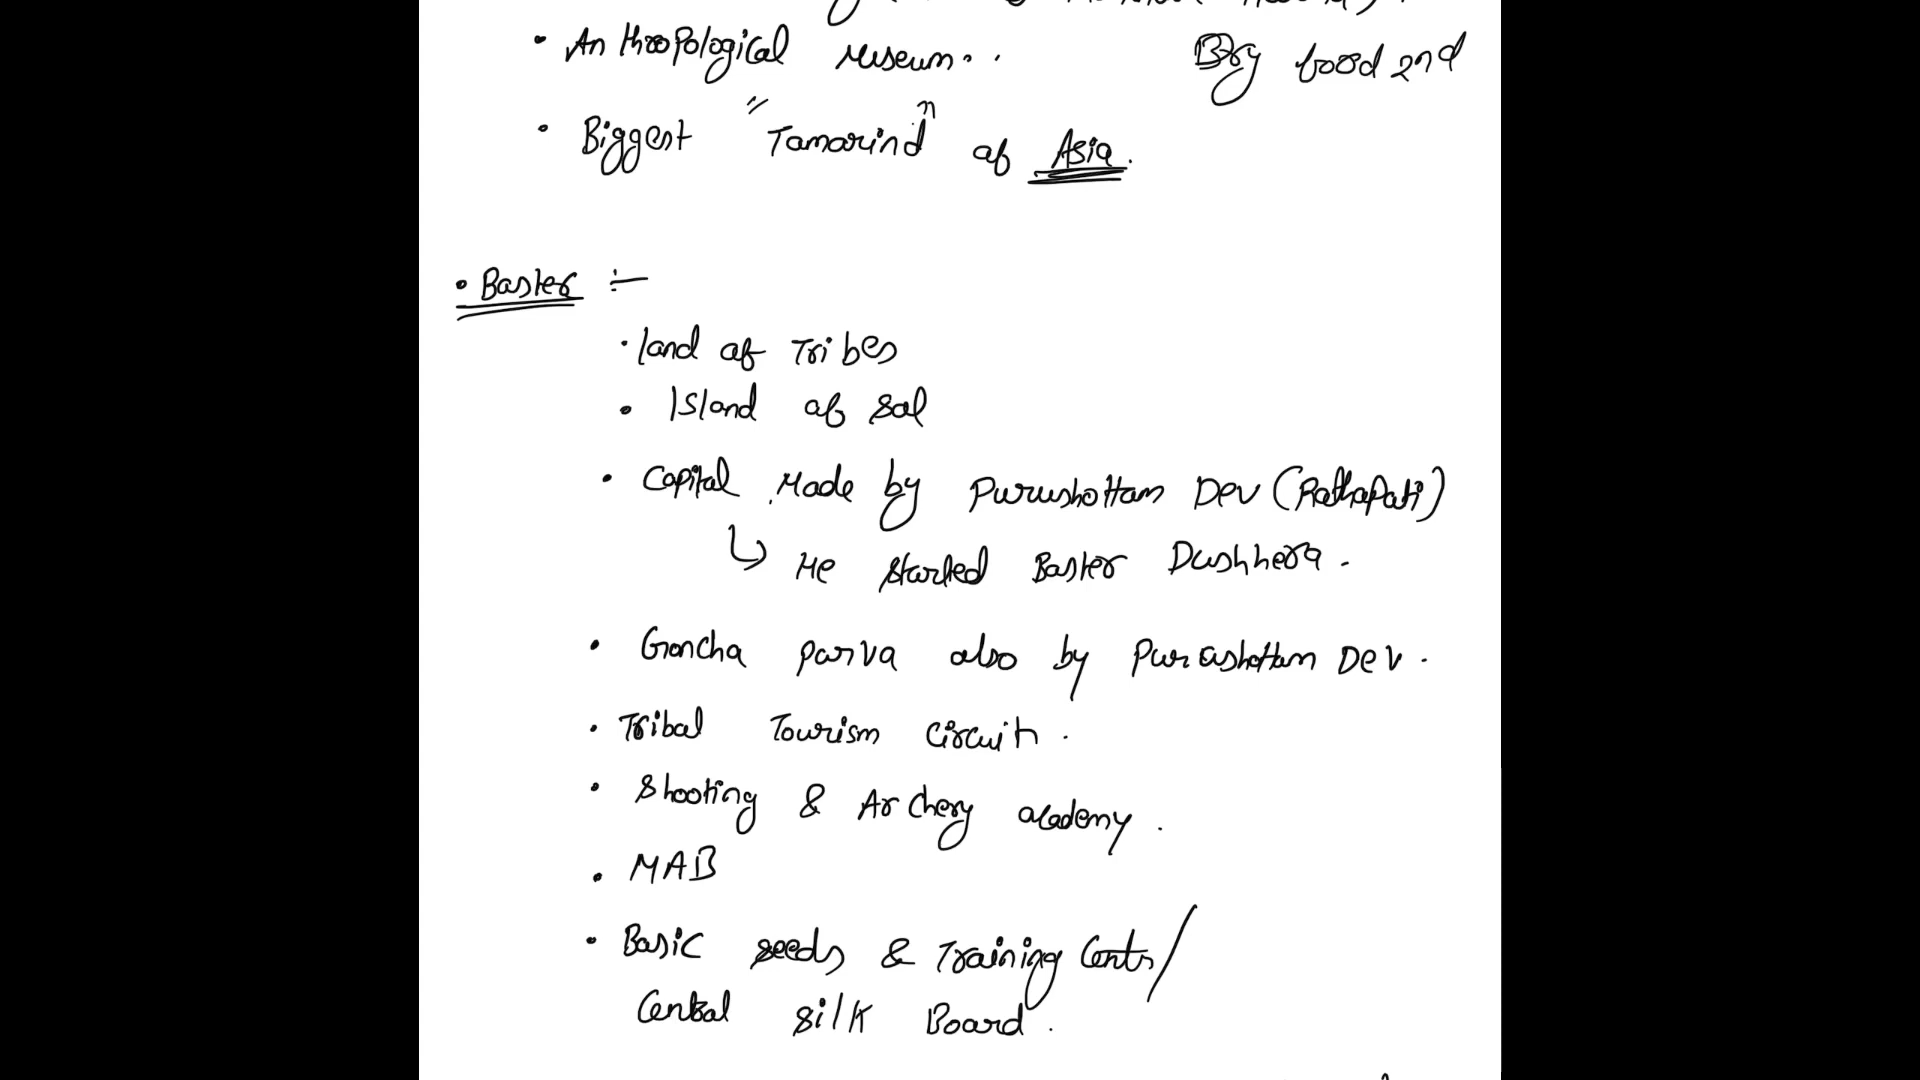 • Anthropological Museum.. Dry food 2nd
• Biggest "Tamarind" of Asia.
• Baster :-
• land of Tribes
• Island of Sal
• Capital Made by Purushottam Dev (Rathapati)
↳ He started Baster Dushhera.
• Goncha parva also by Purushottam Dev.
• Tribal Tourism Circuit.
• Shooting & Archery academy.
• MAB
• Basic seeds & Training Centr/
Central Silk Board.